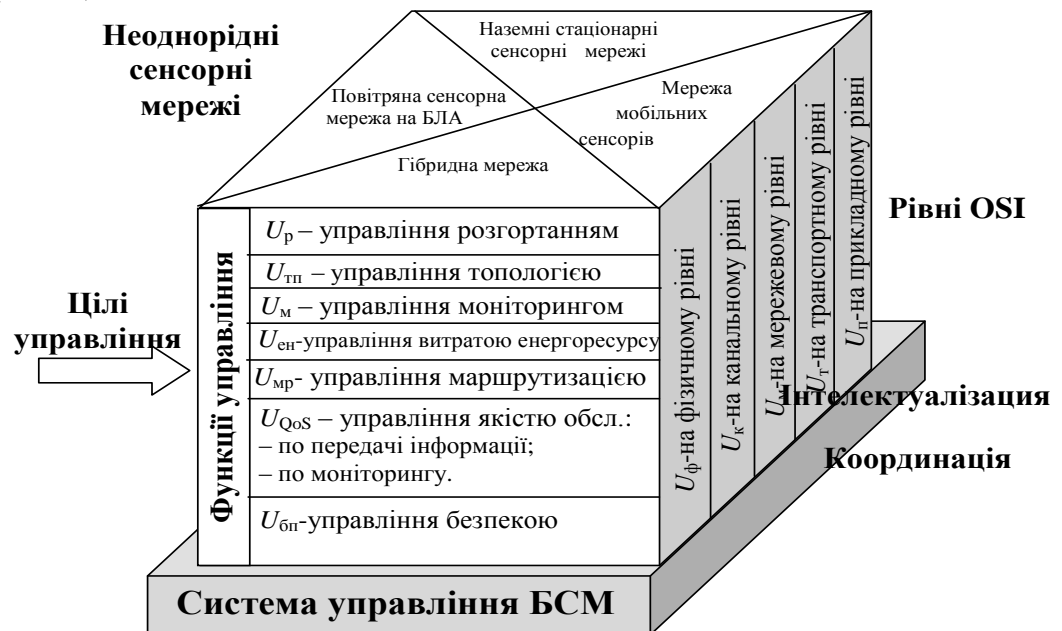 Неоднорідні
сенсорні
мережі
Наземні стаціонарні
сенсорні мережі
Повітряна сенсорна
мережа на БЛА
Мережа
мобільних
сенсорів
Гібридна мережа
Цілі
управління
Функції управління
Uр – управління розгортанням
Uтп – управління топологією
Uм – управління моніторингом
Uен-управління витратою енергоресурсу
Uмр- управління маршрутизацією
UQoS – управління якістю обсл.:
– по передачі інформації;
– по моніторингу.
Uбп-управління безпекою
Uф-на фізичному рівні
Uк-на канальному рівні
Uм-на мережевому рівні
Uт-на транспортному рівні
Uп-на прикладному рівні
Рівні OSI
Інтелектуалізация
Координація
Система управління БСМ